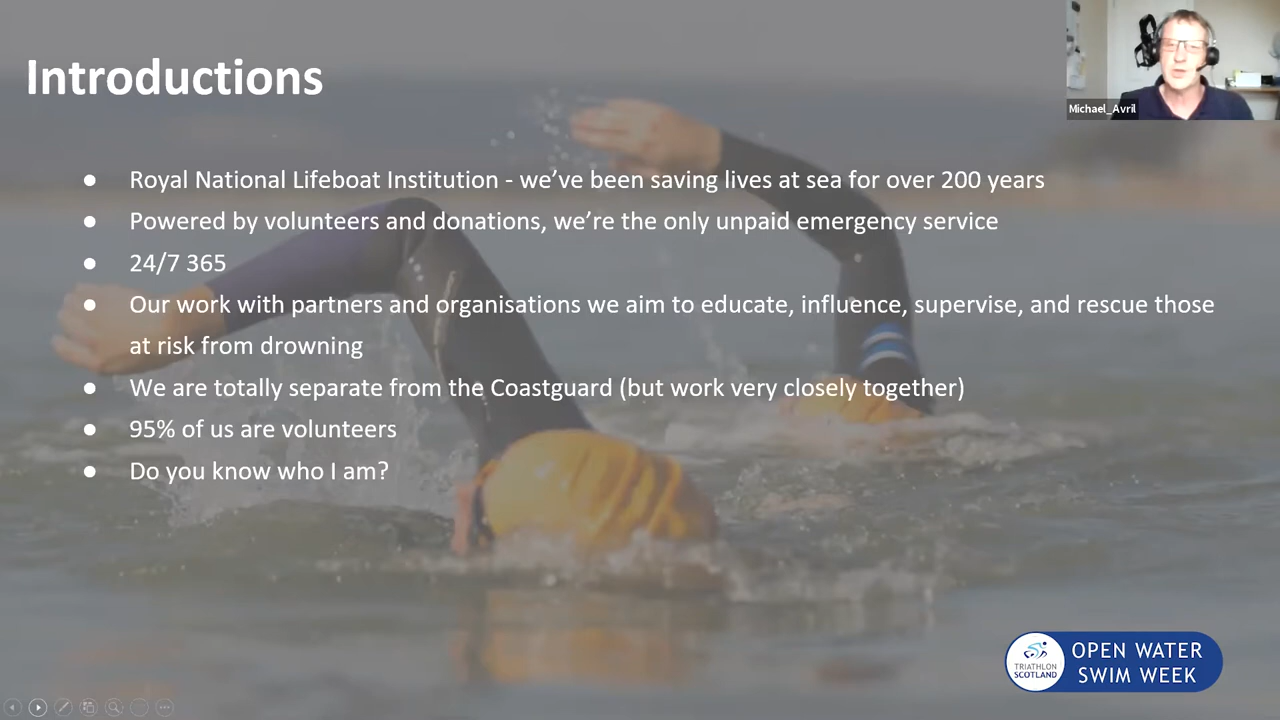 Introductions
Michael_Avril
● Royal National Lifeboat Institution - we’ve been saving lives at sea for over 200 years
● Powered by volunteers and donations, we’re the only unpaid emergency service
● 24/7 365
● Our work with partners and organisations we aim to educate, influence, supervise, and rescue those
at risk from drowning
● We are totally separate from the Coastguard (but work very closely together)
● 95% of us are volunteers
● Do you know who I am?
TRIATHLON
SCOTLAND
OPEN WATER
SWIM WEEK